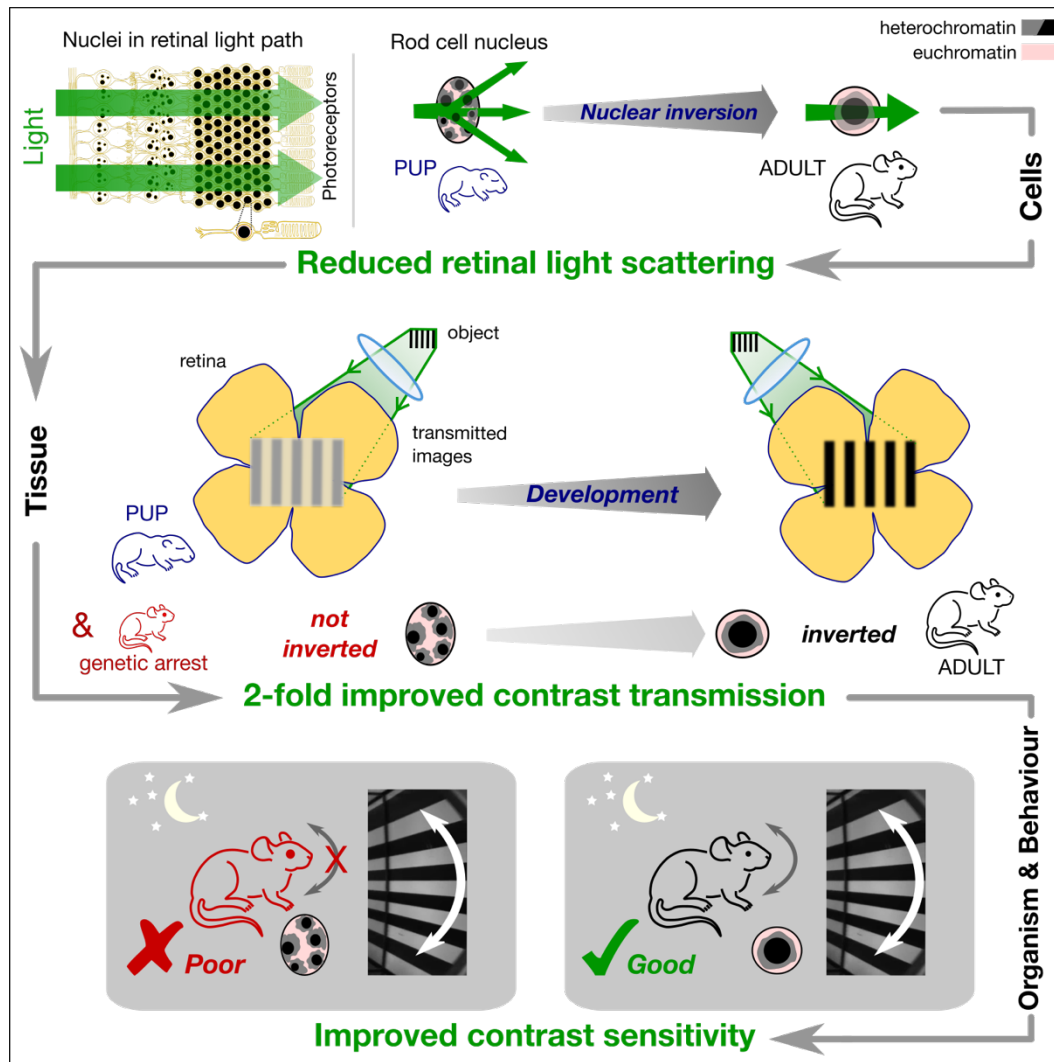 Nuclei in retinal light path
Rod cell nucleus
heterochromatin
euchromatin
Light
Photoreceptors
Nuclear inversion
PUP
ADULT
Cells
Reduced retinal light scattering
object
retina
transmitted
images
Tissue
Development
PUP
&
genetic arrest
not
inverted
inverted
ADULT
2-fold improved contrast transmission
Organism & Behaviour
X
Poor
Good
Improved contrast sensitivity